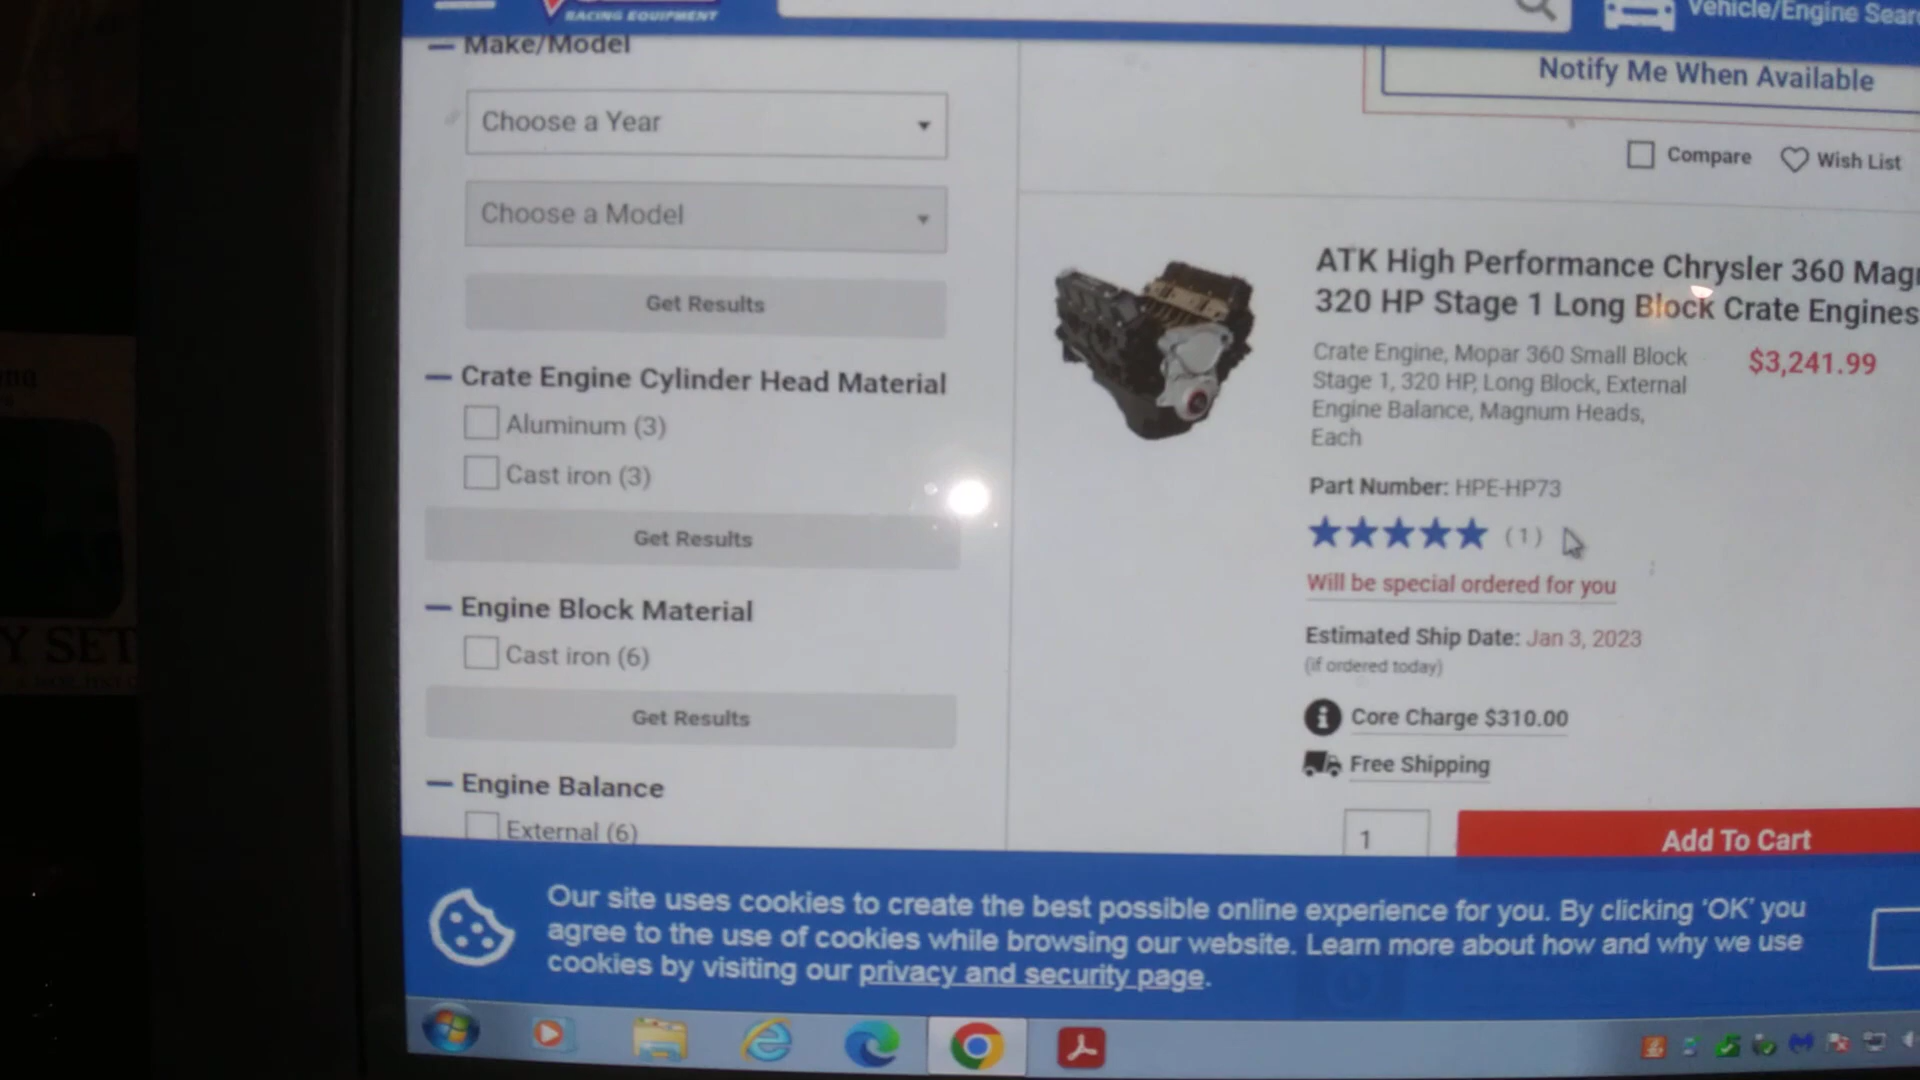 RACING EQUIPMENT
Vehicle/Engine Sear
Make/Model
Choose a Year
Choose a Model
Get Results
Crate Engine Cylinder Head Material
Aluminum (3)
Cast iron (3)
Get Results
Engine Block Material
Cast iron (6)
Get Results
Engine Balance
External (6)
Notify Me When Available
Compare
Wish List
ATK High Performance Chrysler 360 Mag
320 HP Stage 1 Long Block Crate Engines
Crate Engine, Mopar 360 Small Block
Stage 1, 320 HP, Long Block, External
Engine Balance, Magnum Heads,
Each
$3,241.99
Part Number: HPE-HP73
(1)
Will be special ordered for you
Estimated Ship Date: Jan 3, 2023
(if ordered today)
Core Charge $310.00
Free Shipping
1
Add To Cart
Our site uses cookies to create the best possible online experience for you. By clicking 'OK' you
agree to the use of cookies while browsing our website. Learn more about how and why we use
cookies by visiting our privacy and security page.
Y SET